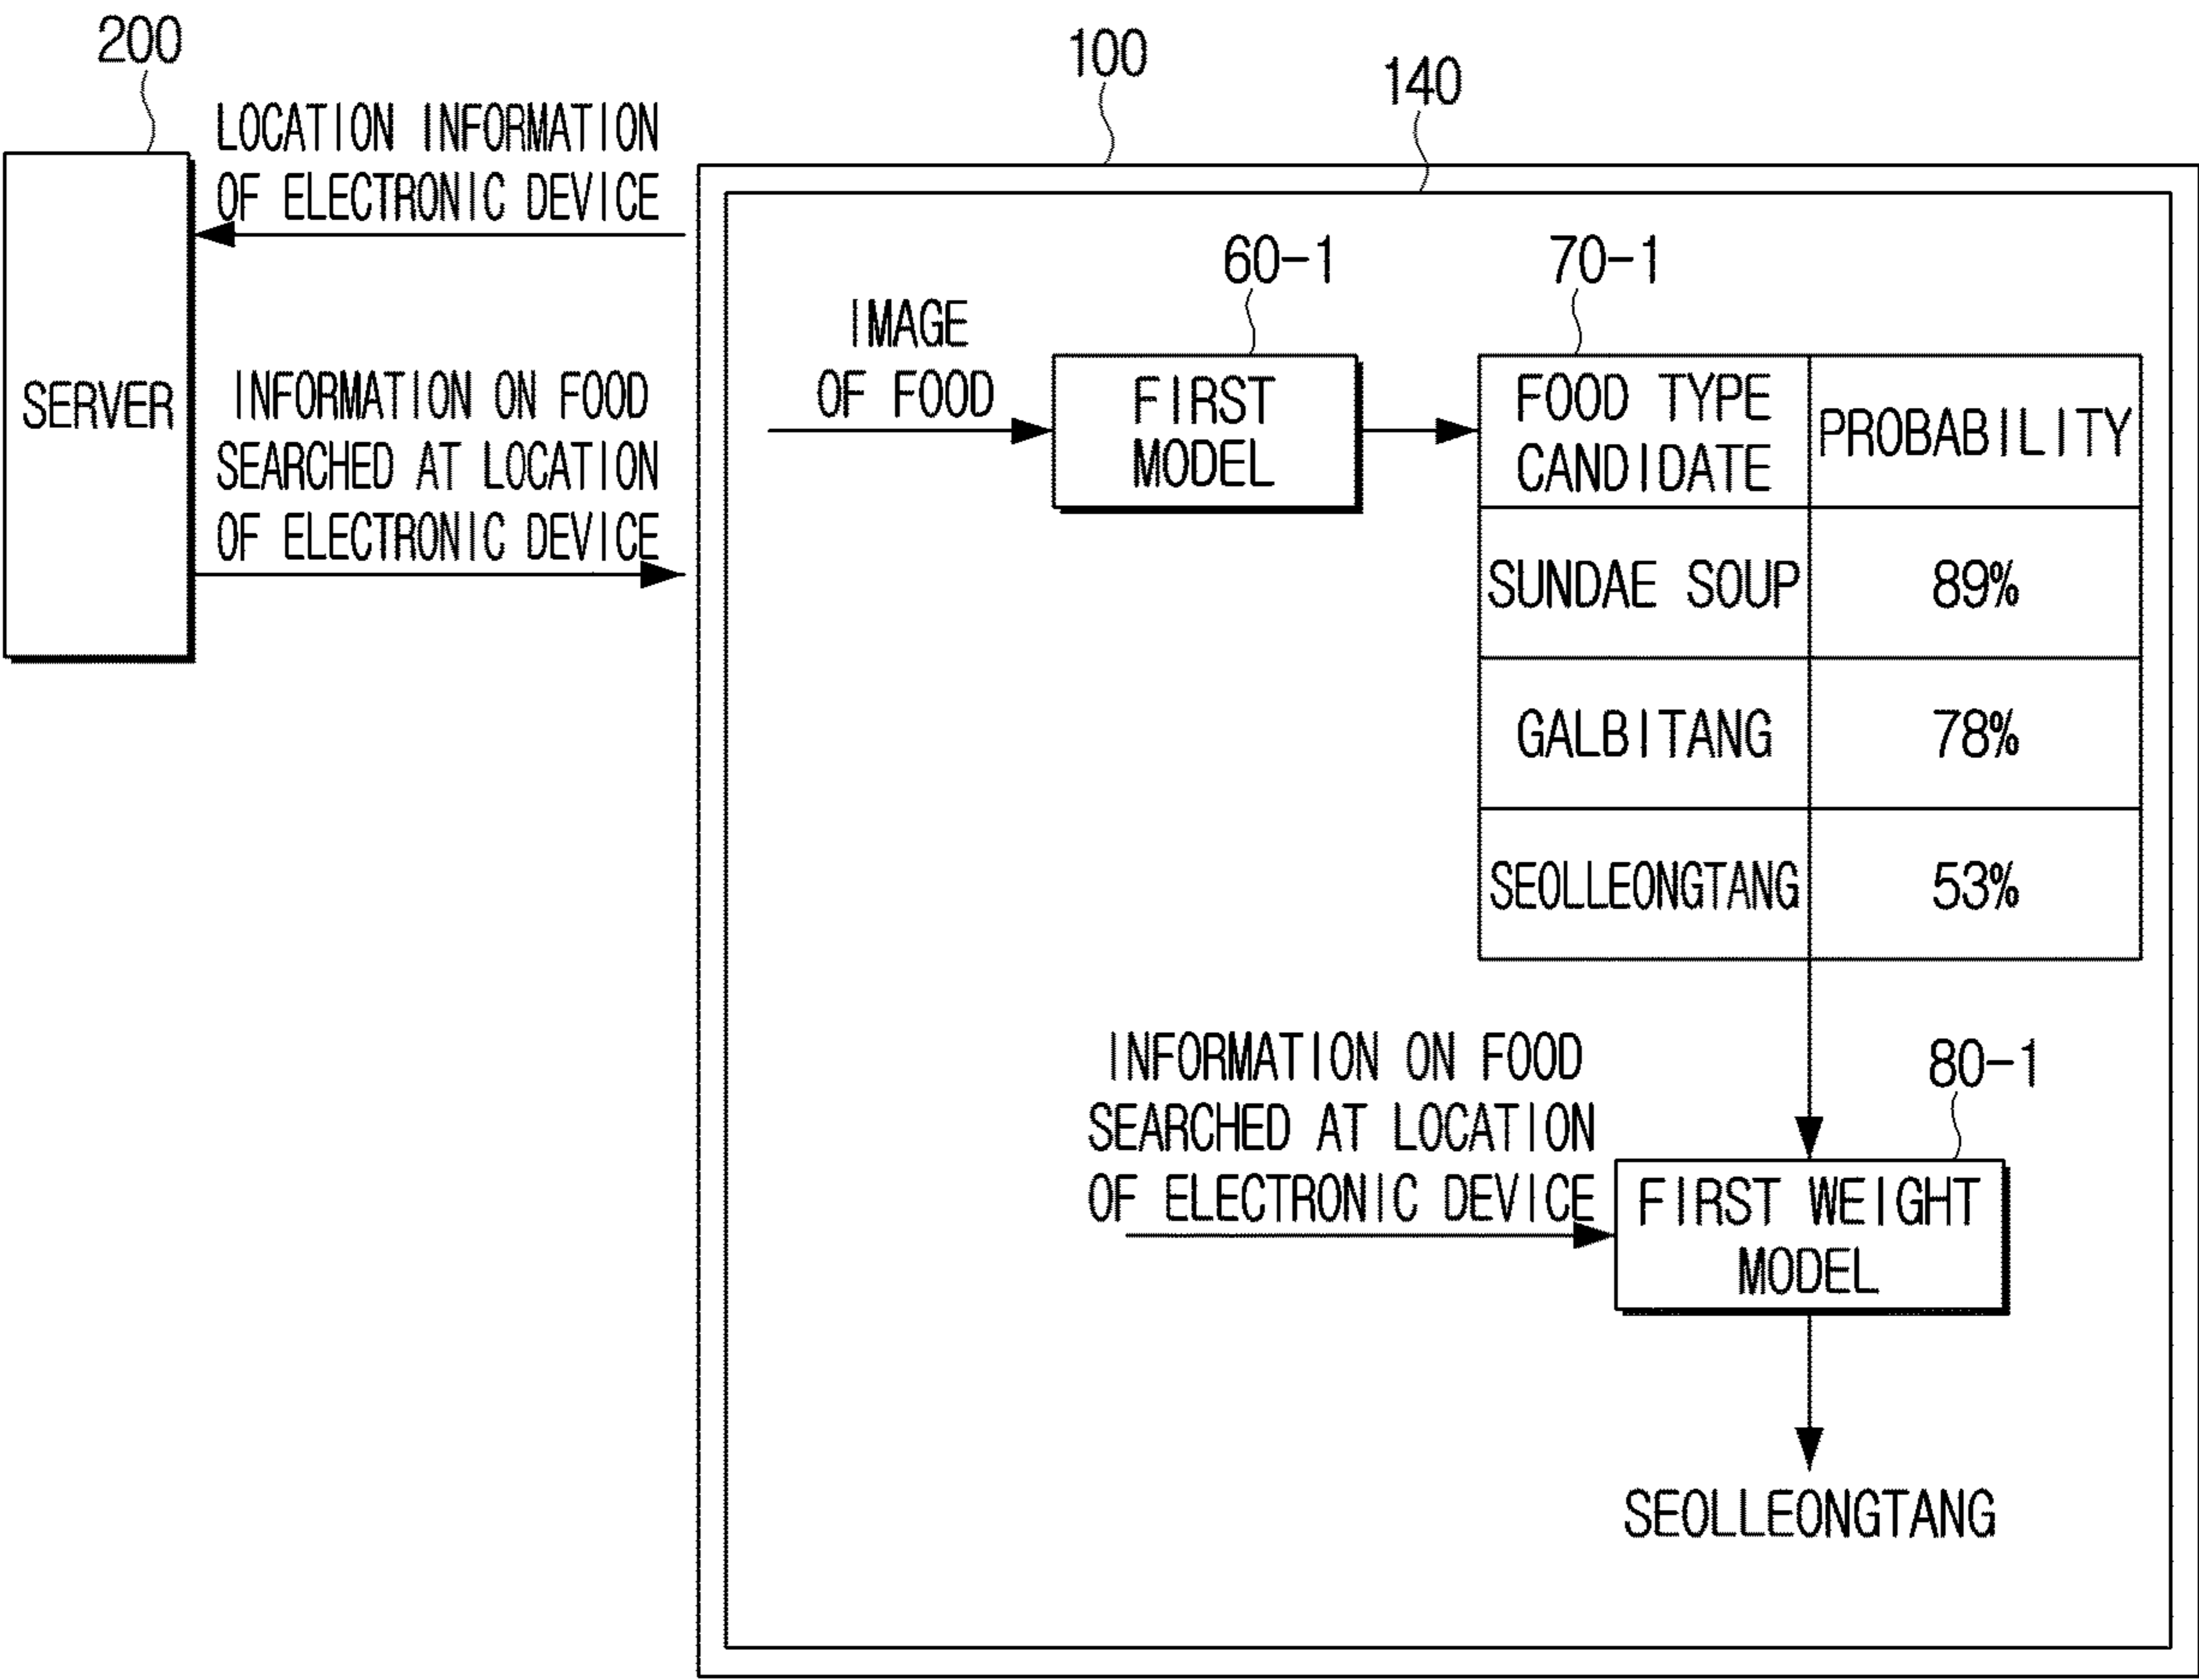 200
100
140
LOCATION INFORMATION
OF ELECTRONIC DEVICE
SERVER
INFORMATION ON FOOD
SEARCHED AT LOCATION
OF ELECTRONIC DEVICE
IMAGE
OF FOOD
60-1
FIRST
MODEL
70-1
FOOD TYPE
CANDIDATE
PROBABILITY
SUNDAE SOUP 89%
GALBITANG 78%
SEOLLEONGTANG 53%
INFORMATION ON FOOD
SEARCHED AT LOCATION
OF ELECTRONIC DEVICE
80-1
FIRST WEIGHT
MODEL
SEOLLEONGTANG